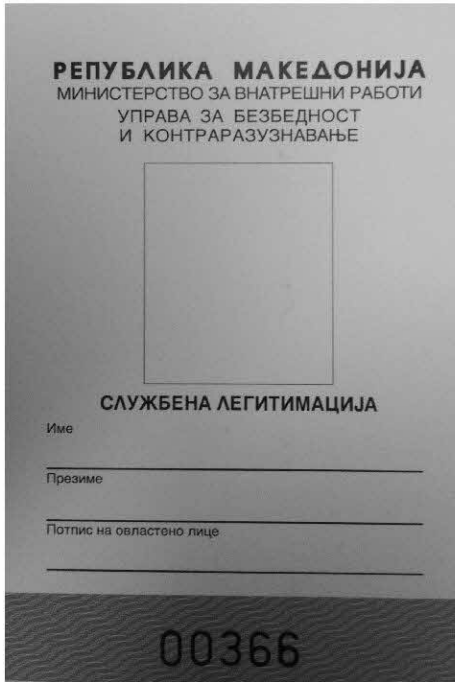 РЕПУБЛИКА МАКЕДОНИЈА
МИНИСТЕРСТВО ЗА ВНАТРЕШНИ РАБОТИ
УПРАВА ЗА БЕЗБЕДНОСТ
И КОНТРАРАЗУЗНАВАЊЕ
СЛУЖБЕНА ЛЕГИТИМАЦИЈА
Име
Презиме
Потпис на овластено лице
00366